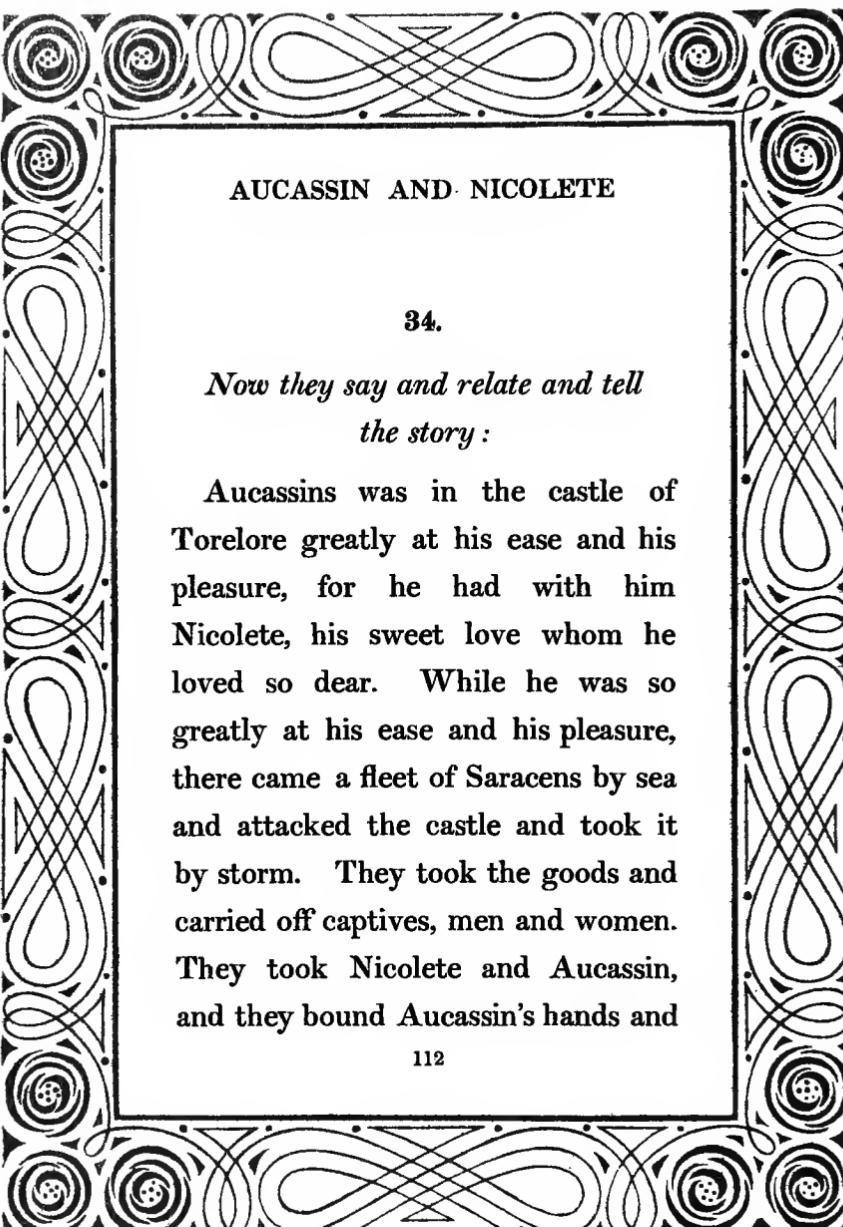 AUCASSIN AND NICOLETE
34.
Now they say and relate and tell
the story :
Aucassins was in the castle of
Torelore greatly at his ease and his
pleasure, for he had with him
Nicolete, his sweet love whom he
loved so dear. While he was so
greatly at his ease and his pleasure,
there came a fleet of Saracens by sea
and attacked the castle and took it
by storm. They took the goods and
carried off captives, men and women.
They took Nicolete and Aucassin,
and they bound Aucassin's hands and
112